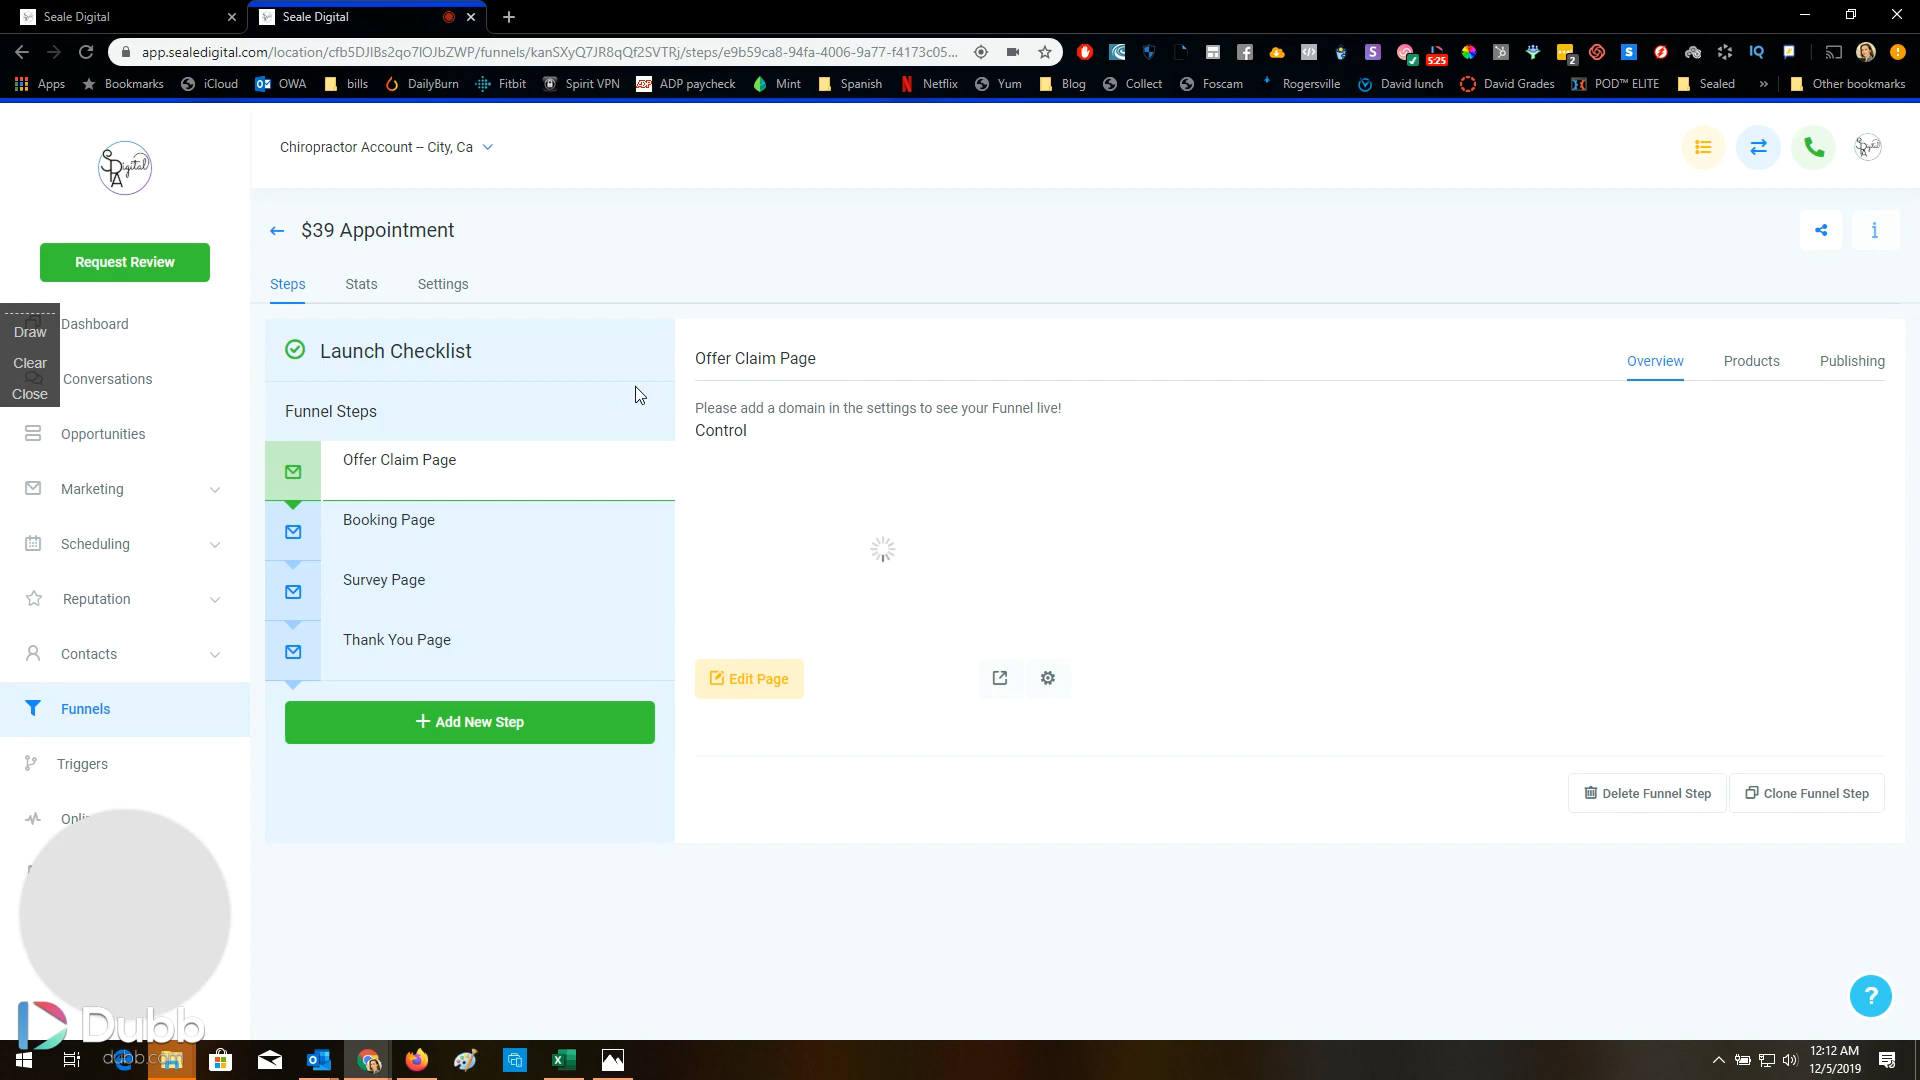 Seale Digital
Seale Digital
app.sealedigital.com/location/cfb5DJlBs2qo7lOJbZWP/funnels/kanSXyQ7JR8qQf2SVTRj/steps/e9b59ca8-94fa-4006-9a77-f4173c05...
5:25
2
IQ
Apps
Bookmarks
iCloud
OWA
bills
DailyBurn
Fitbit
Spirit VPN
ADP paycheck
Mint
Spanish
Netflix
Yum
Blog
Collect
Foscam
Rogersville
David lunch
David Grades
POD™ ELITE
Sealed
»
Other bookmarks
Chiropractor Account -- City, Ca
Request Review
Draw
Clear
Close
Dashboard
Conversations
Opportunities
Marketing
Scheduling
Reputation
Contacts
Funnels
Triggers
$39 Appointment
Steps
Stats
Settings
Launch Checklist
Funnel Steps
Offer Claim Page
Booking Page
Survey Page
Thank You Page
+ Add New Step
Offer Claim Page
Overview
Products
Publishing
Please add a domain in the settings to see your Funnel live!
Control
Edit Page
Delete Funnel Step
Clone Funnel Step
?
Dubb
dubb.com
12:12 AM
12/5/2019